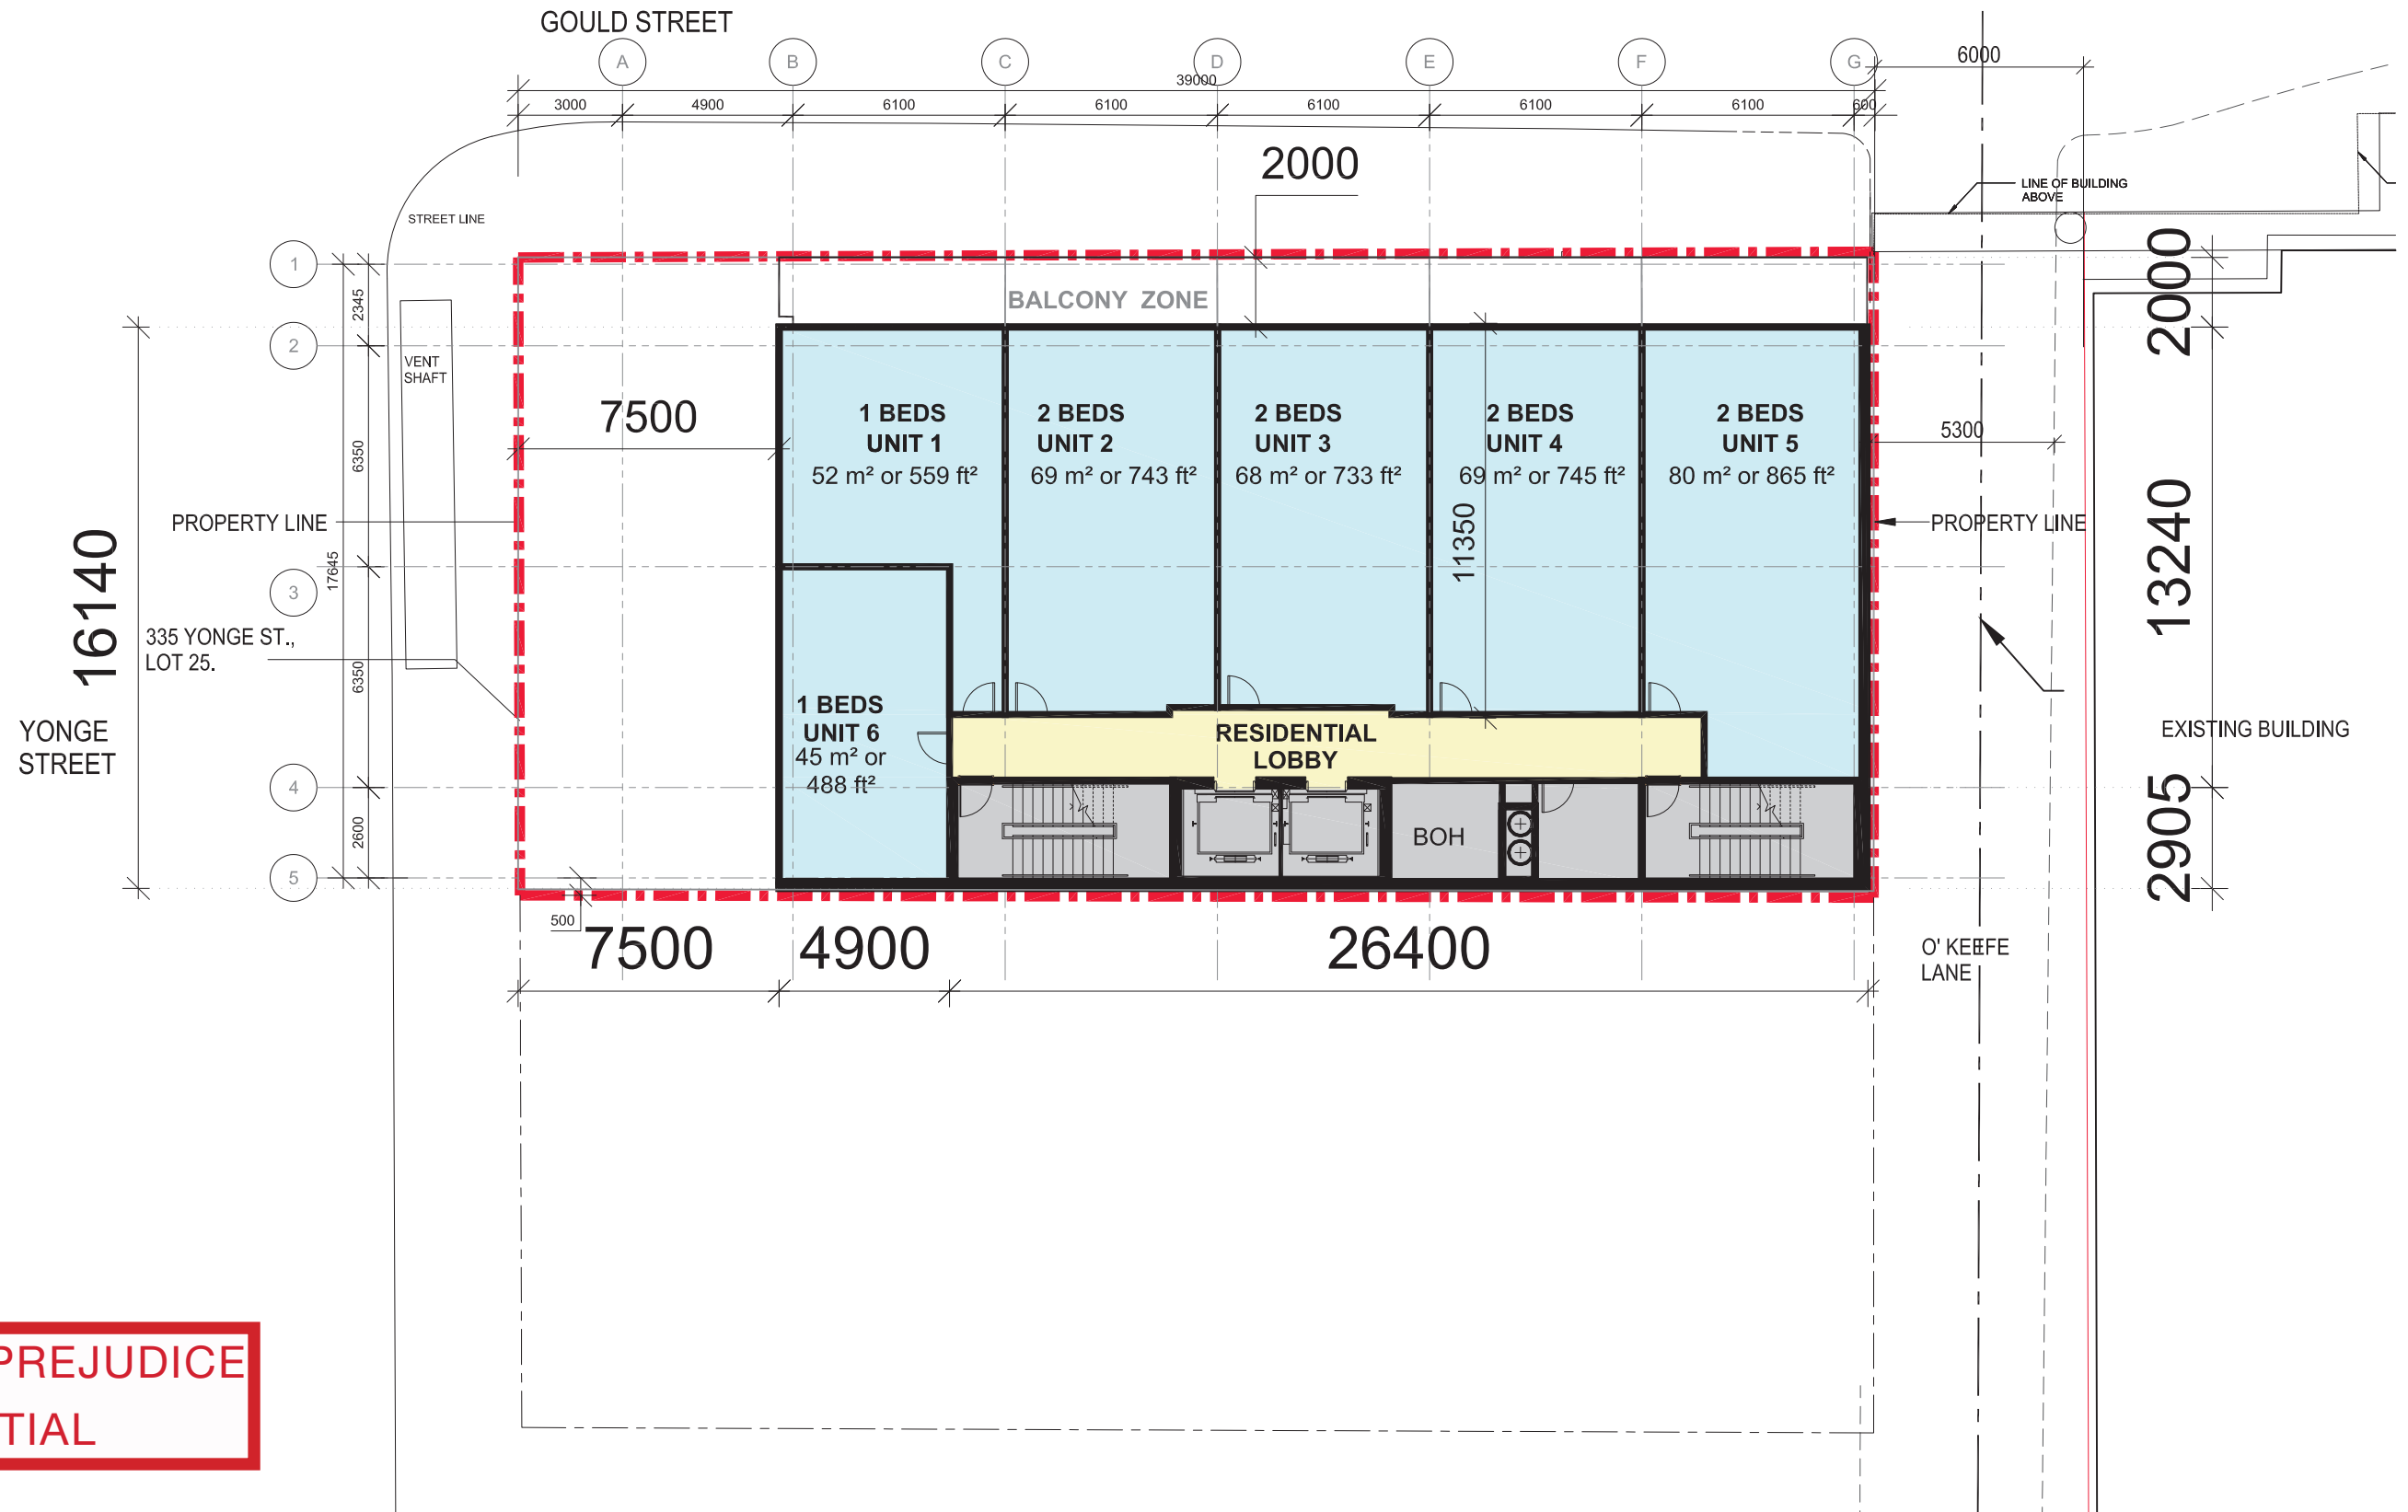 GOULD STREET
A
B
C
D
E
F
G
39000
6000
3000
4900
6100
6100
6100
6100
6100
600
2000
STREET LINE
LINE OF BUILDING
ABOVE
1
2
3
4
5
2345
6350
17645
6350
2600
16140
VENT
SHAFT
BALCONY ZONE
7500
1 BEDS
UNIT 1
52 m² or 559 ft²
2 BEDS
UNIT 2
69 m² or 743 ft²
2 BEDS
UNIT 3
68 m² or 733 ft²
2 BEDS
UNIT 4
69 m² or 745 ft²
2 BEDS
UNIT 5
80 m² or 865 ft²
11350
5300
2000
13240
2905
PROPERTY LINE
PROPERTY LINE
335 YONGE ST.,
LOT 25.
YONGE
STREET
1 BEDS
UNIT 6
45 m² or
488 ft²
RESIDENTIAL
LOBBY
BOH
EXISTING BUILDING
O' KEEFE
LANE
500
7500
4900
26400
PREJUDICE
TIAL